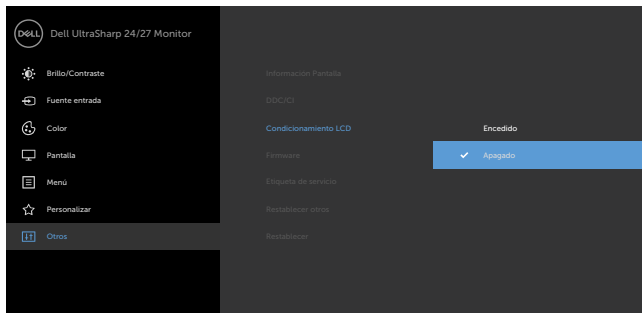 DELL
Dell UltraSharp 24/27 Monitor
Brillo/Contraste
Fuente entrada
Color
Pantalla
Menú
Personalizar
Otros
Información Pantalla
DDC/CI
Condicionamiento LCD
Firmware
Etiqueta de servicio
Restablecer otros
Restablecer
Encedido
Apagado